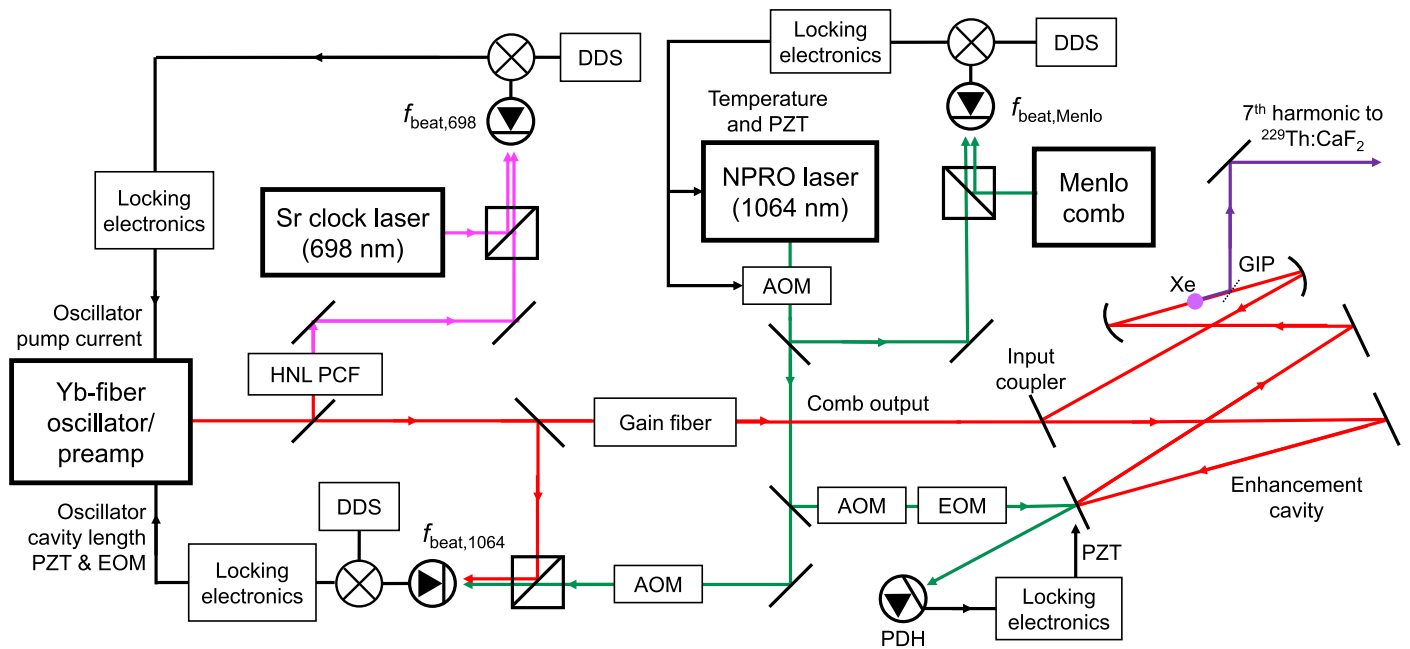 DDS
Locking
electronics
DDS
f beat,698
Temperature
and PZT
f beat,Menlo
7th harmonic to
229Th:CaF2
Locking
electronics
Sr clock laser
(698 nm)
NPRO laser
(1064 nm)
Menlo
comb
AOM
Xe
GIP
Oscillator
pump current
HNL PCF
Input
coupler
Yb-fiber
oscillator/
preamp
Gain fiber
Comb output
Oscillator
cavity length
PZT & EOM
DDS
f beat,1064
AOM
EOM
Enhancement
cavity
Locking
electronics
AOM
PZT
PDH
Locking
electronics